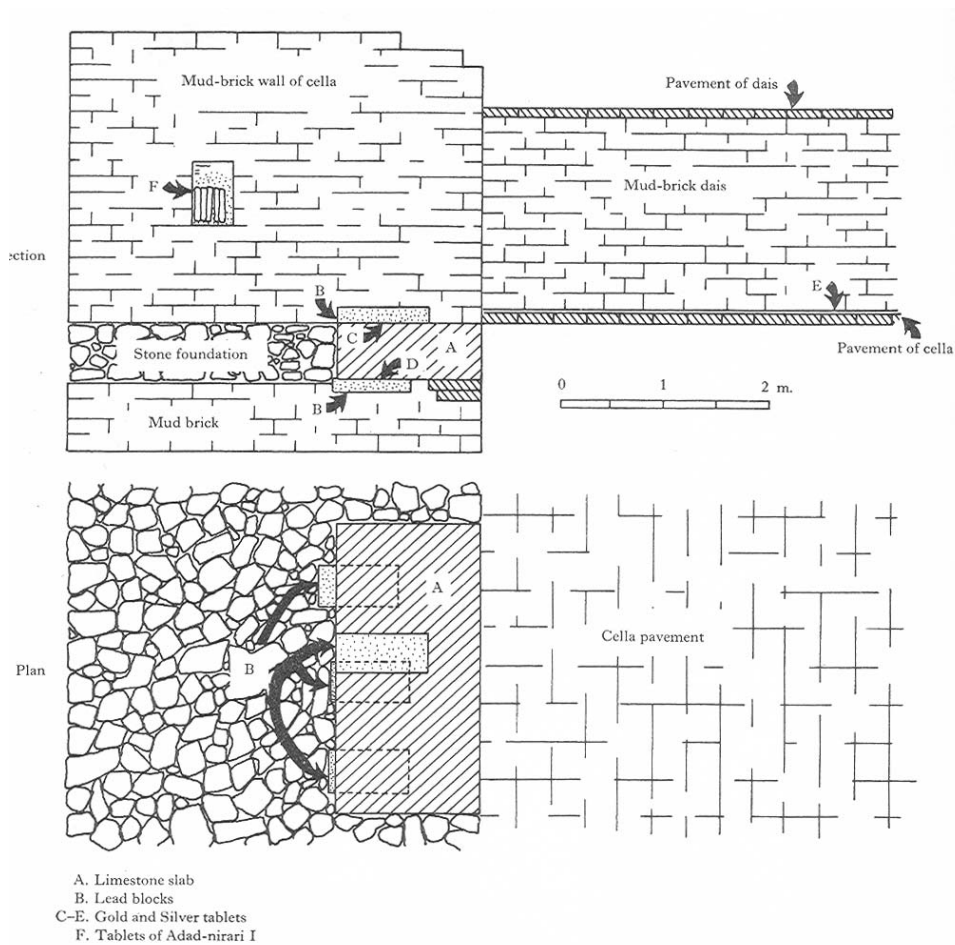 Mud-brick wall of cella
Pavement of dais
F
Mud-brick dais
ection
B
E
C
A
Stone foundation
D
Pavement of cella
B
0 1 2 m.
Mud brick
A
Cella pavement
Plan
B
A. Limestone slab
B. Lead blocks
C–E. Gold and Silver tablets
F. Tablets of Adad-nirari I